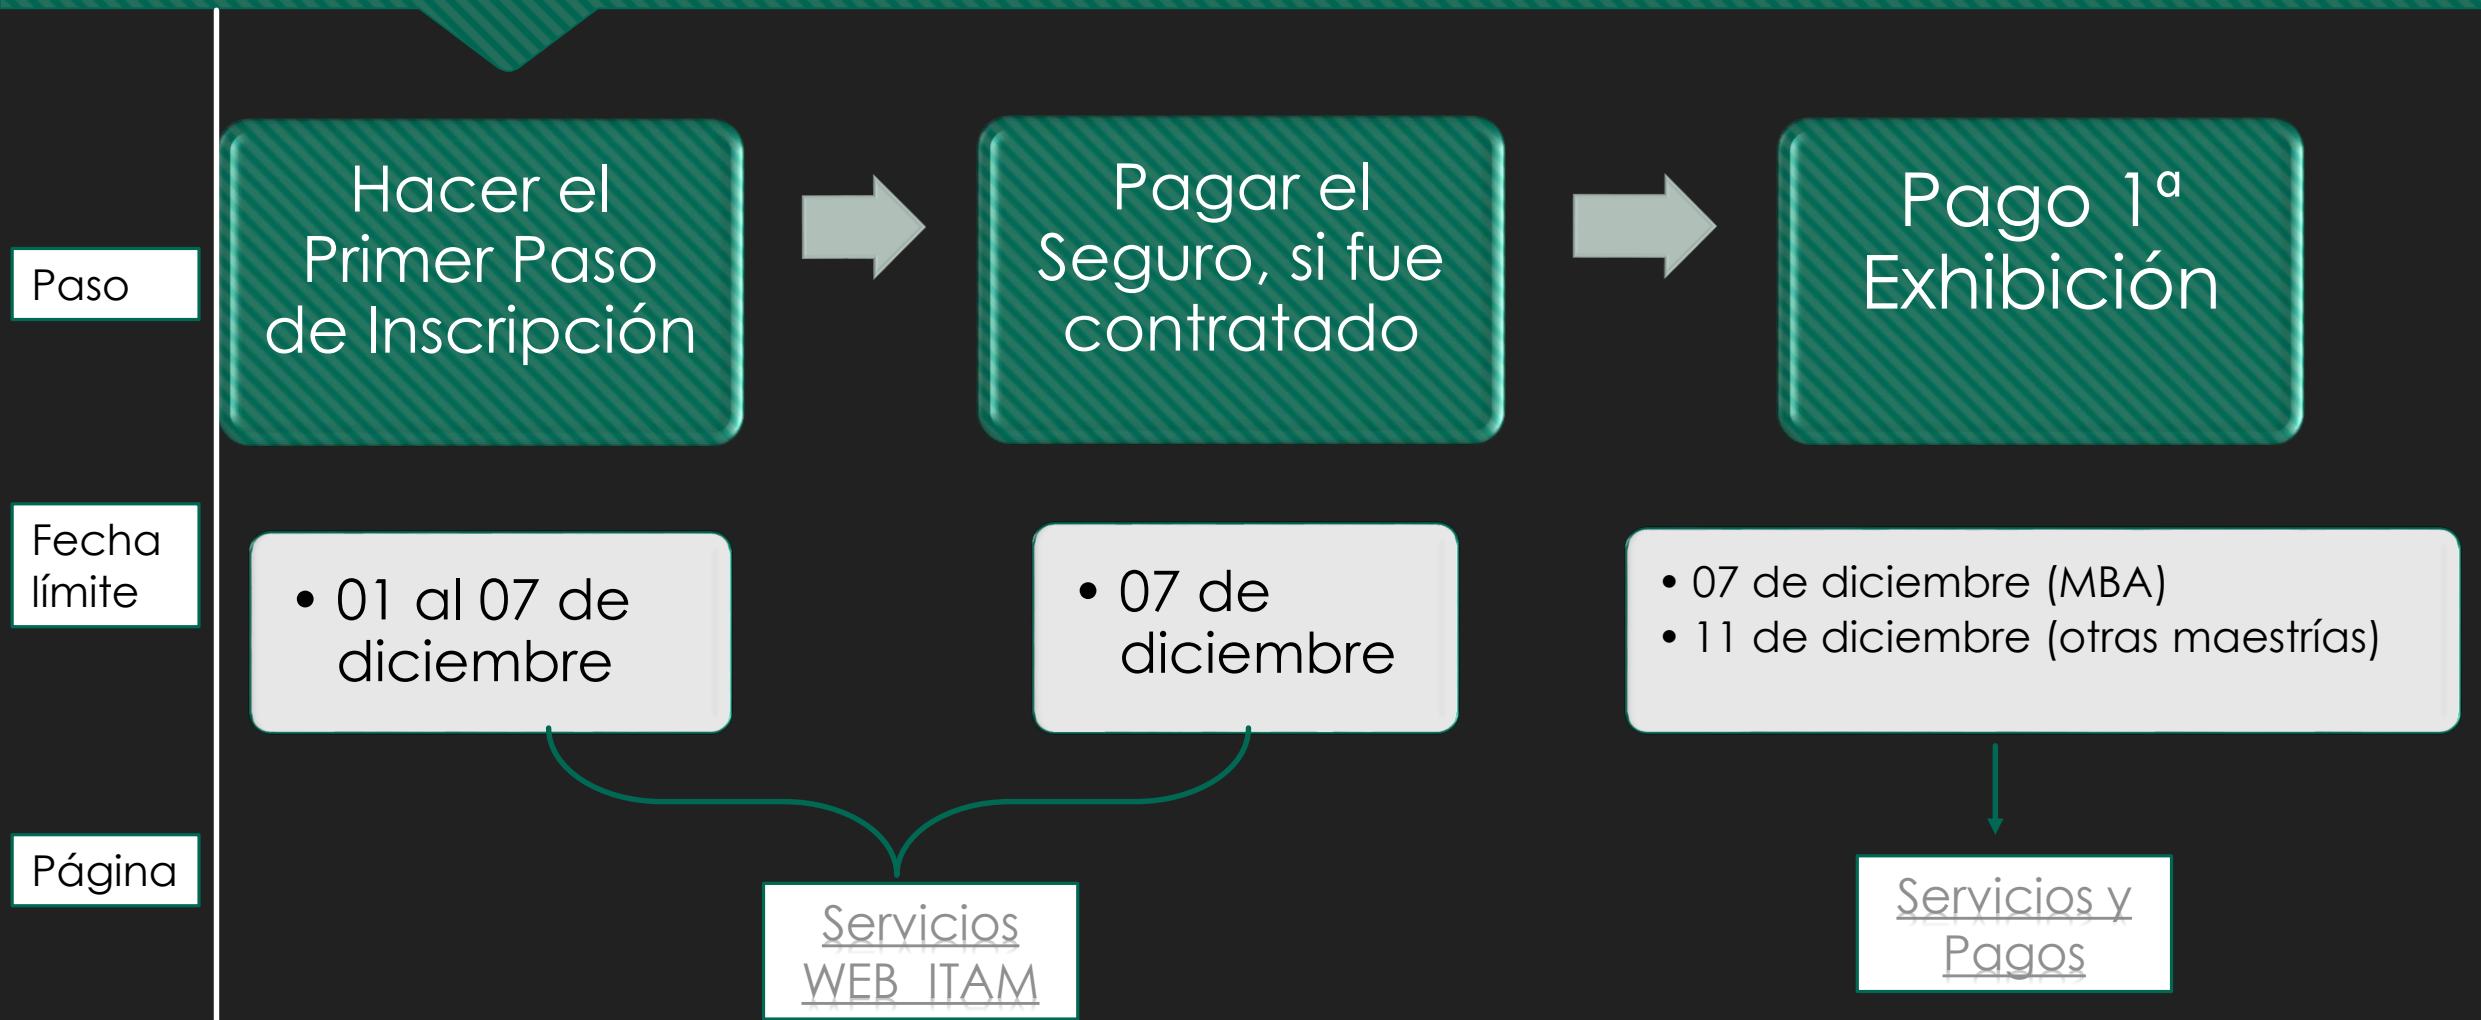 Paso
Hacer el
Primer Paso
de Inscripción
Pagar el
Seguro, si fue
contratado
Pago 1ª
Exhibición
Fecha
límite
• 01 al 07 de
diciembre
• 07 de
diciembre
• 07 de diciembre (MBA)
• 11 de diciembre (otras maestrías)
Página
Servicios
WEB ITAM
Servicios y
Pagos